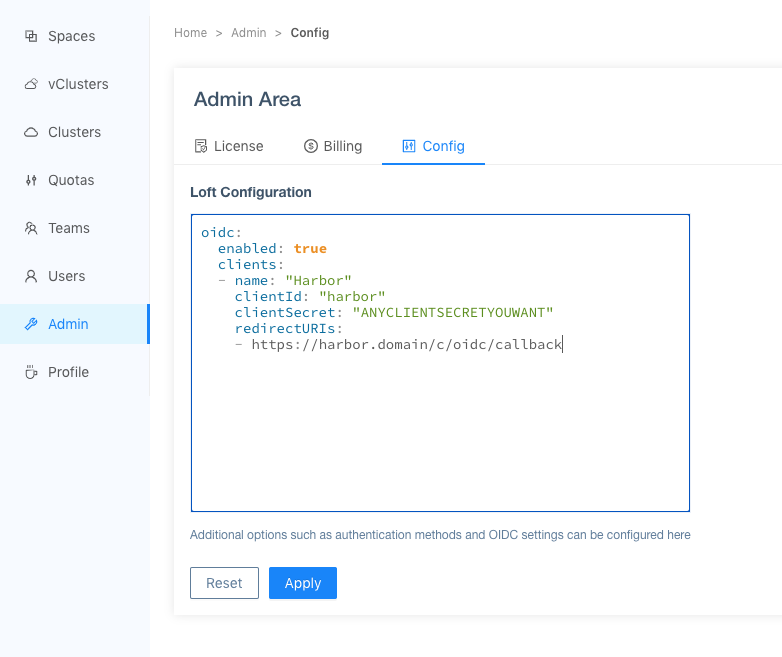 Spaces
vClusters
Clusters
Quotas
Teams
Users
Admin
Profile
Home > Admin > Config
Admin Area
License Billing Config
Loft Configuration
oidc:
  enabled: true
  clients:
  - name: "Harbor"
    clientId: "harbor"
    clientSecret: "ANYCLIENTSECRETYOUWANT"
    redirectURIs:
    - https://harbor.domain/c/oidc/callback
Additional options such as authentication methods and OIDC settings can be configured here
Reset Apply